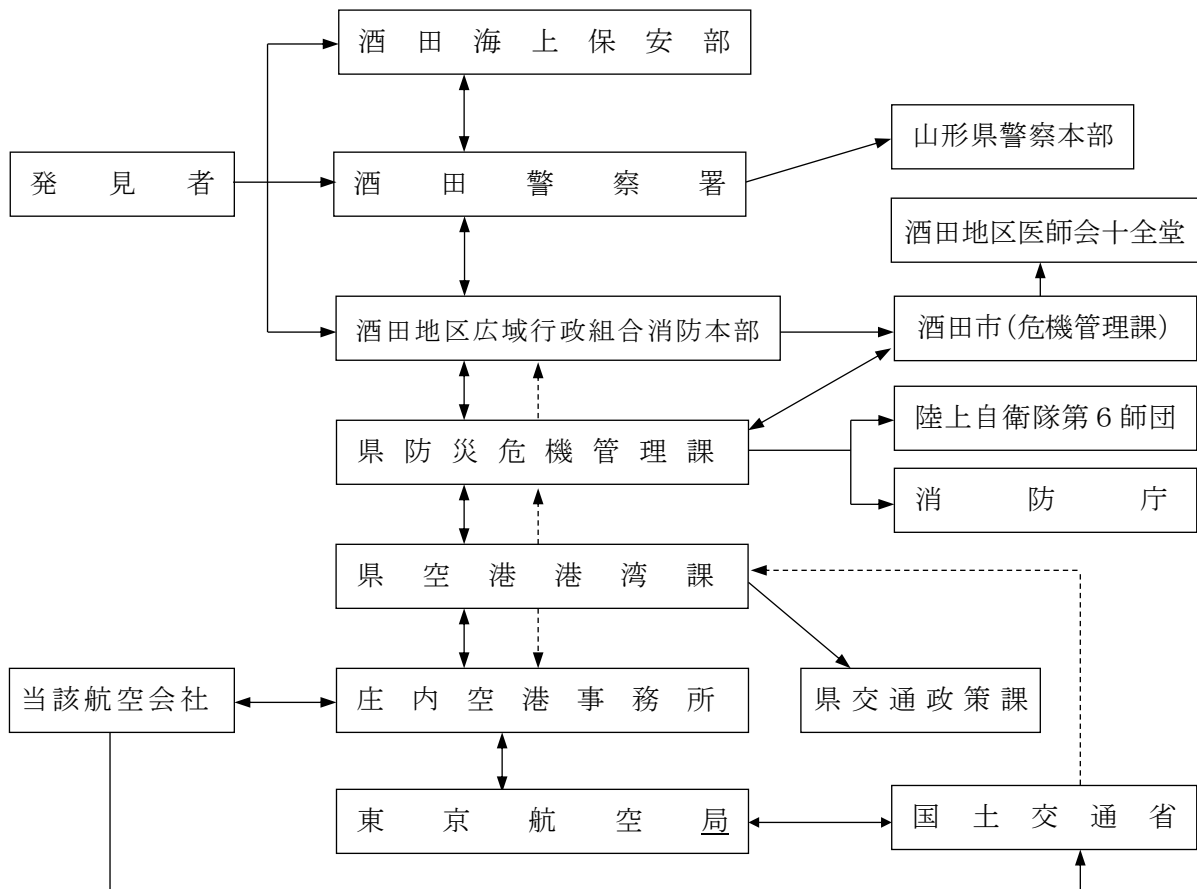 酒田海上保安部
山形県警察本部
発見者
酒田警察署
酒田地区医師会十全堂
酒田地区広域行政組合消防本部
酒田市(危機管理課)
陸上自衛隊第６師団
県防災危機管理課
消防庁
県空港港湾課
当該航空会社
庄内空港事務所
県交通政策課
東京航空局
国土交通省